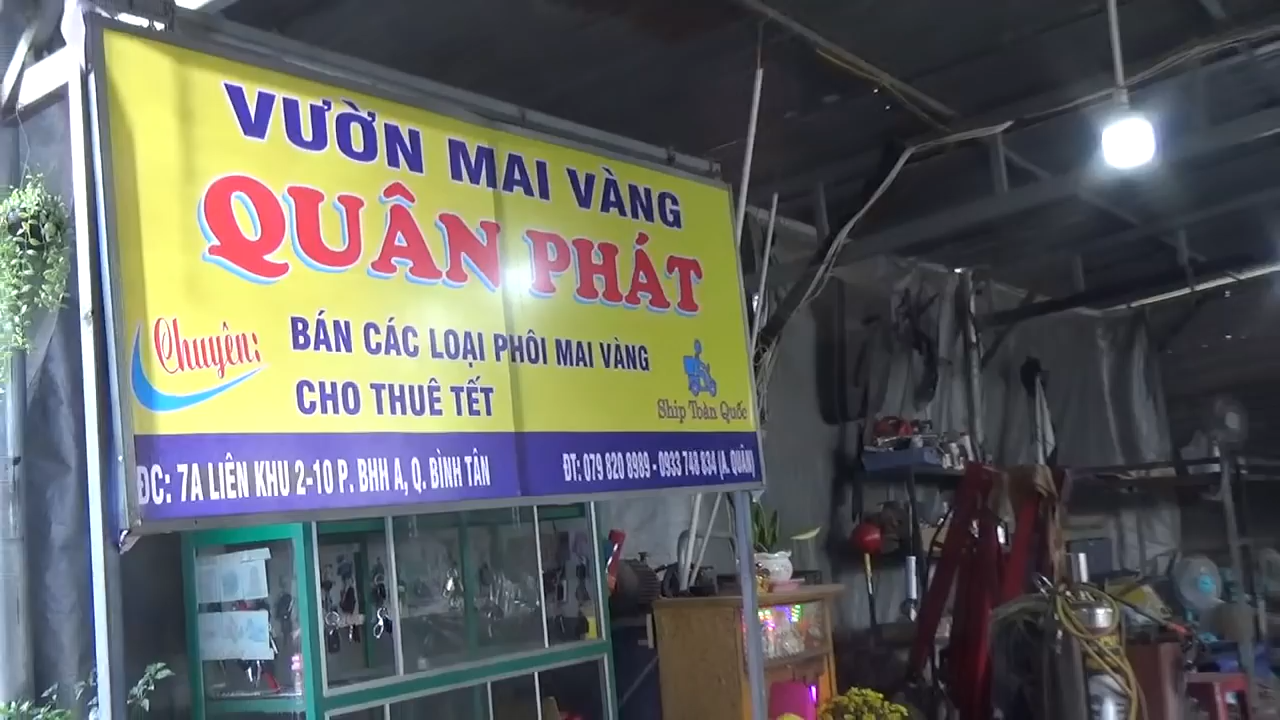 VƯỜN MAI VÀNG
QUÂN PHÁT
Chuyên:
BÁN CÁC LOẠI PHÔI MAI VÀNG
CHO THUÊ TẾT
Ship Toàn Quốc
ĐC: 7A LIÊN KHU 2-10 P. BHH A, Q. BÌNH TÂN
ĐT: 079 820 8989 - 0933 748 834 (A. QUÂN)